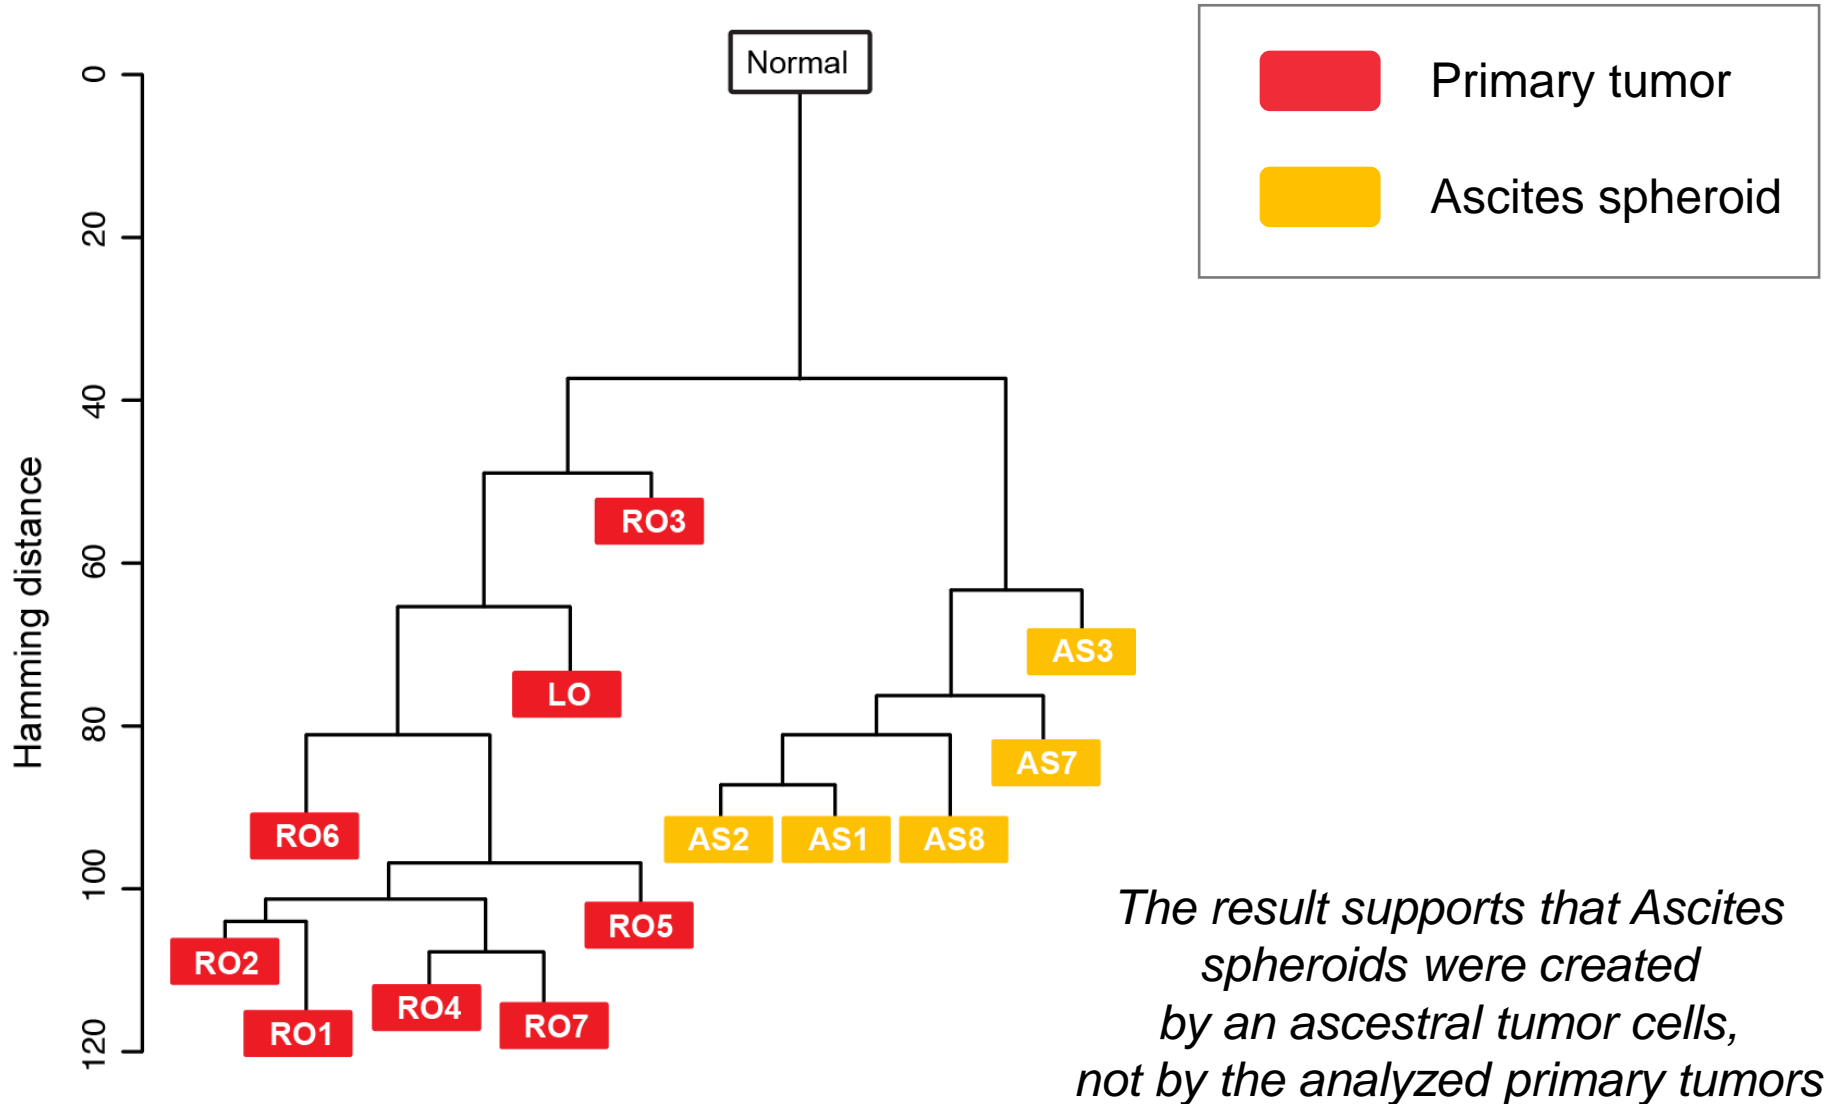 Normal
Primary tumor
Ascites spheroid
Hamming distance
0
20
40
60
80
100
120
RO3
AS3
LO
AS7
RO6
AS2
AS1
AS8
RO5
RO2
RO4
RO7
RO1
The result supports that Ascites
spheroids were created
by an ascestral tumor cells,
not by the analyzed primary tumors